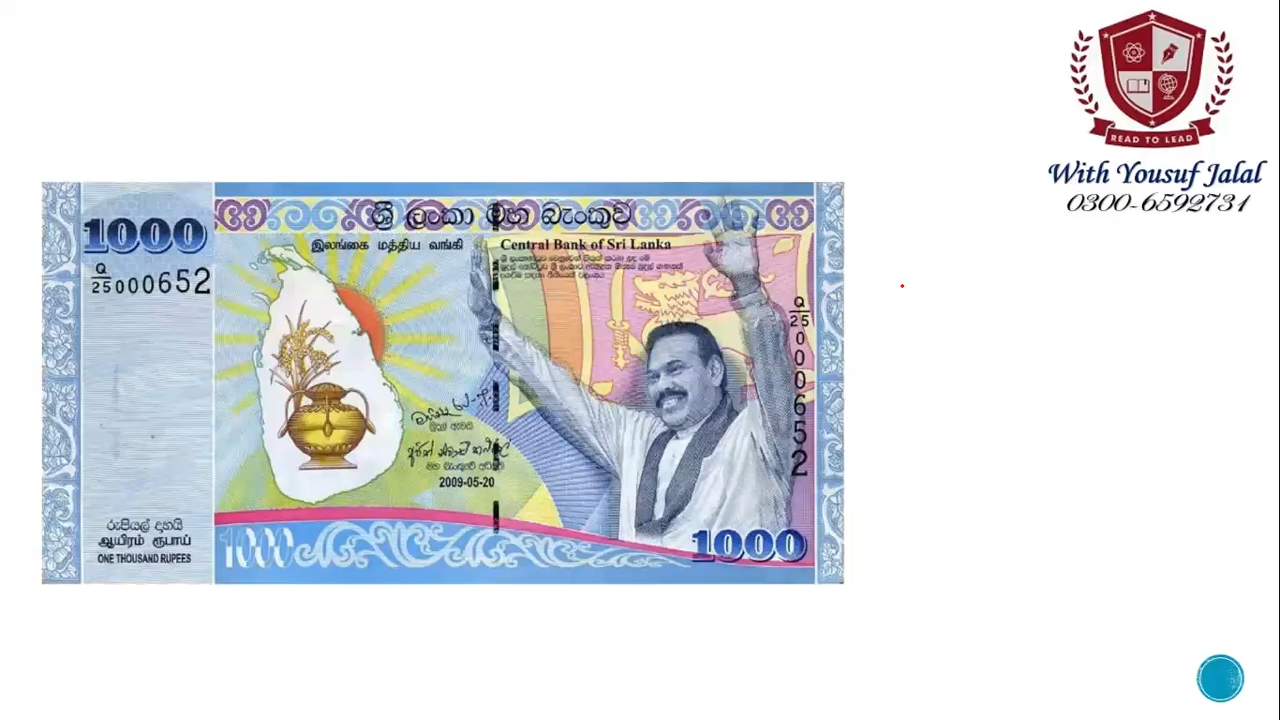 READ TO LEAD
With Yousuf Jalal
0300-6592731
ශ්‍රී ලංකා මහ බැංකුව
இலங்கை மத்திய வங்கி
Central Bank of Sri Lanka
1000
Q/25 000652
Q/25 000652
2009-05-20
රුපියල් දාහයි
ஆயிரம் ரூபாய்
ONE THOUSAND RUPEES
1000
1000